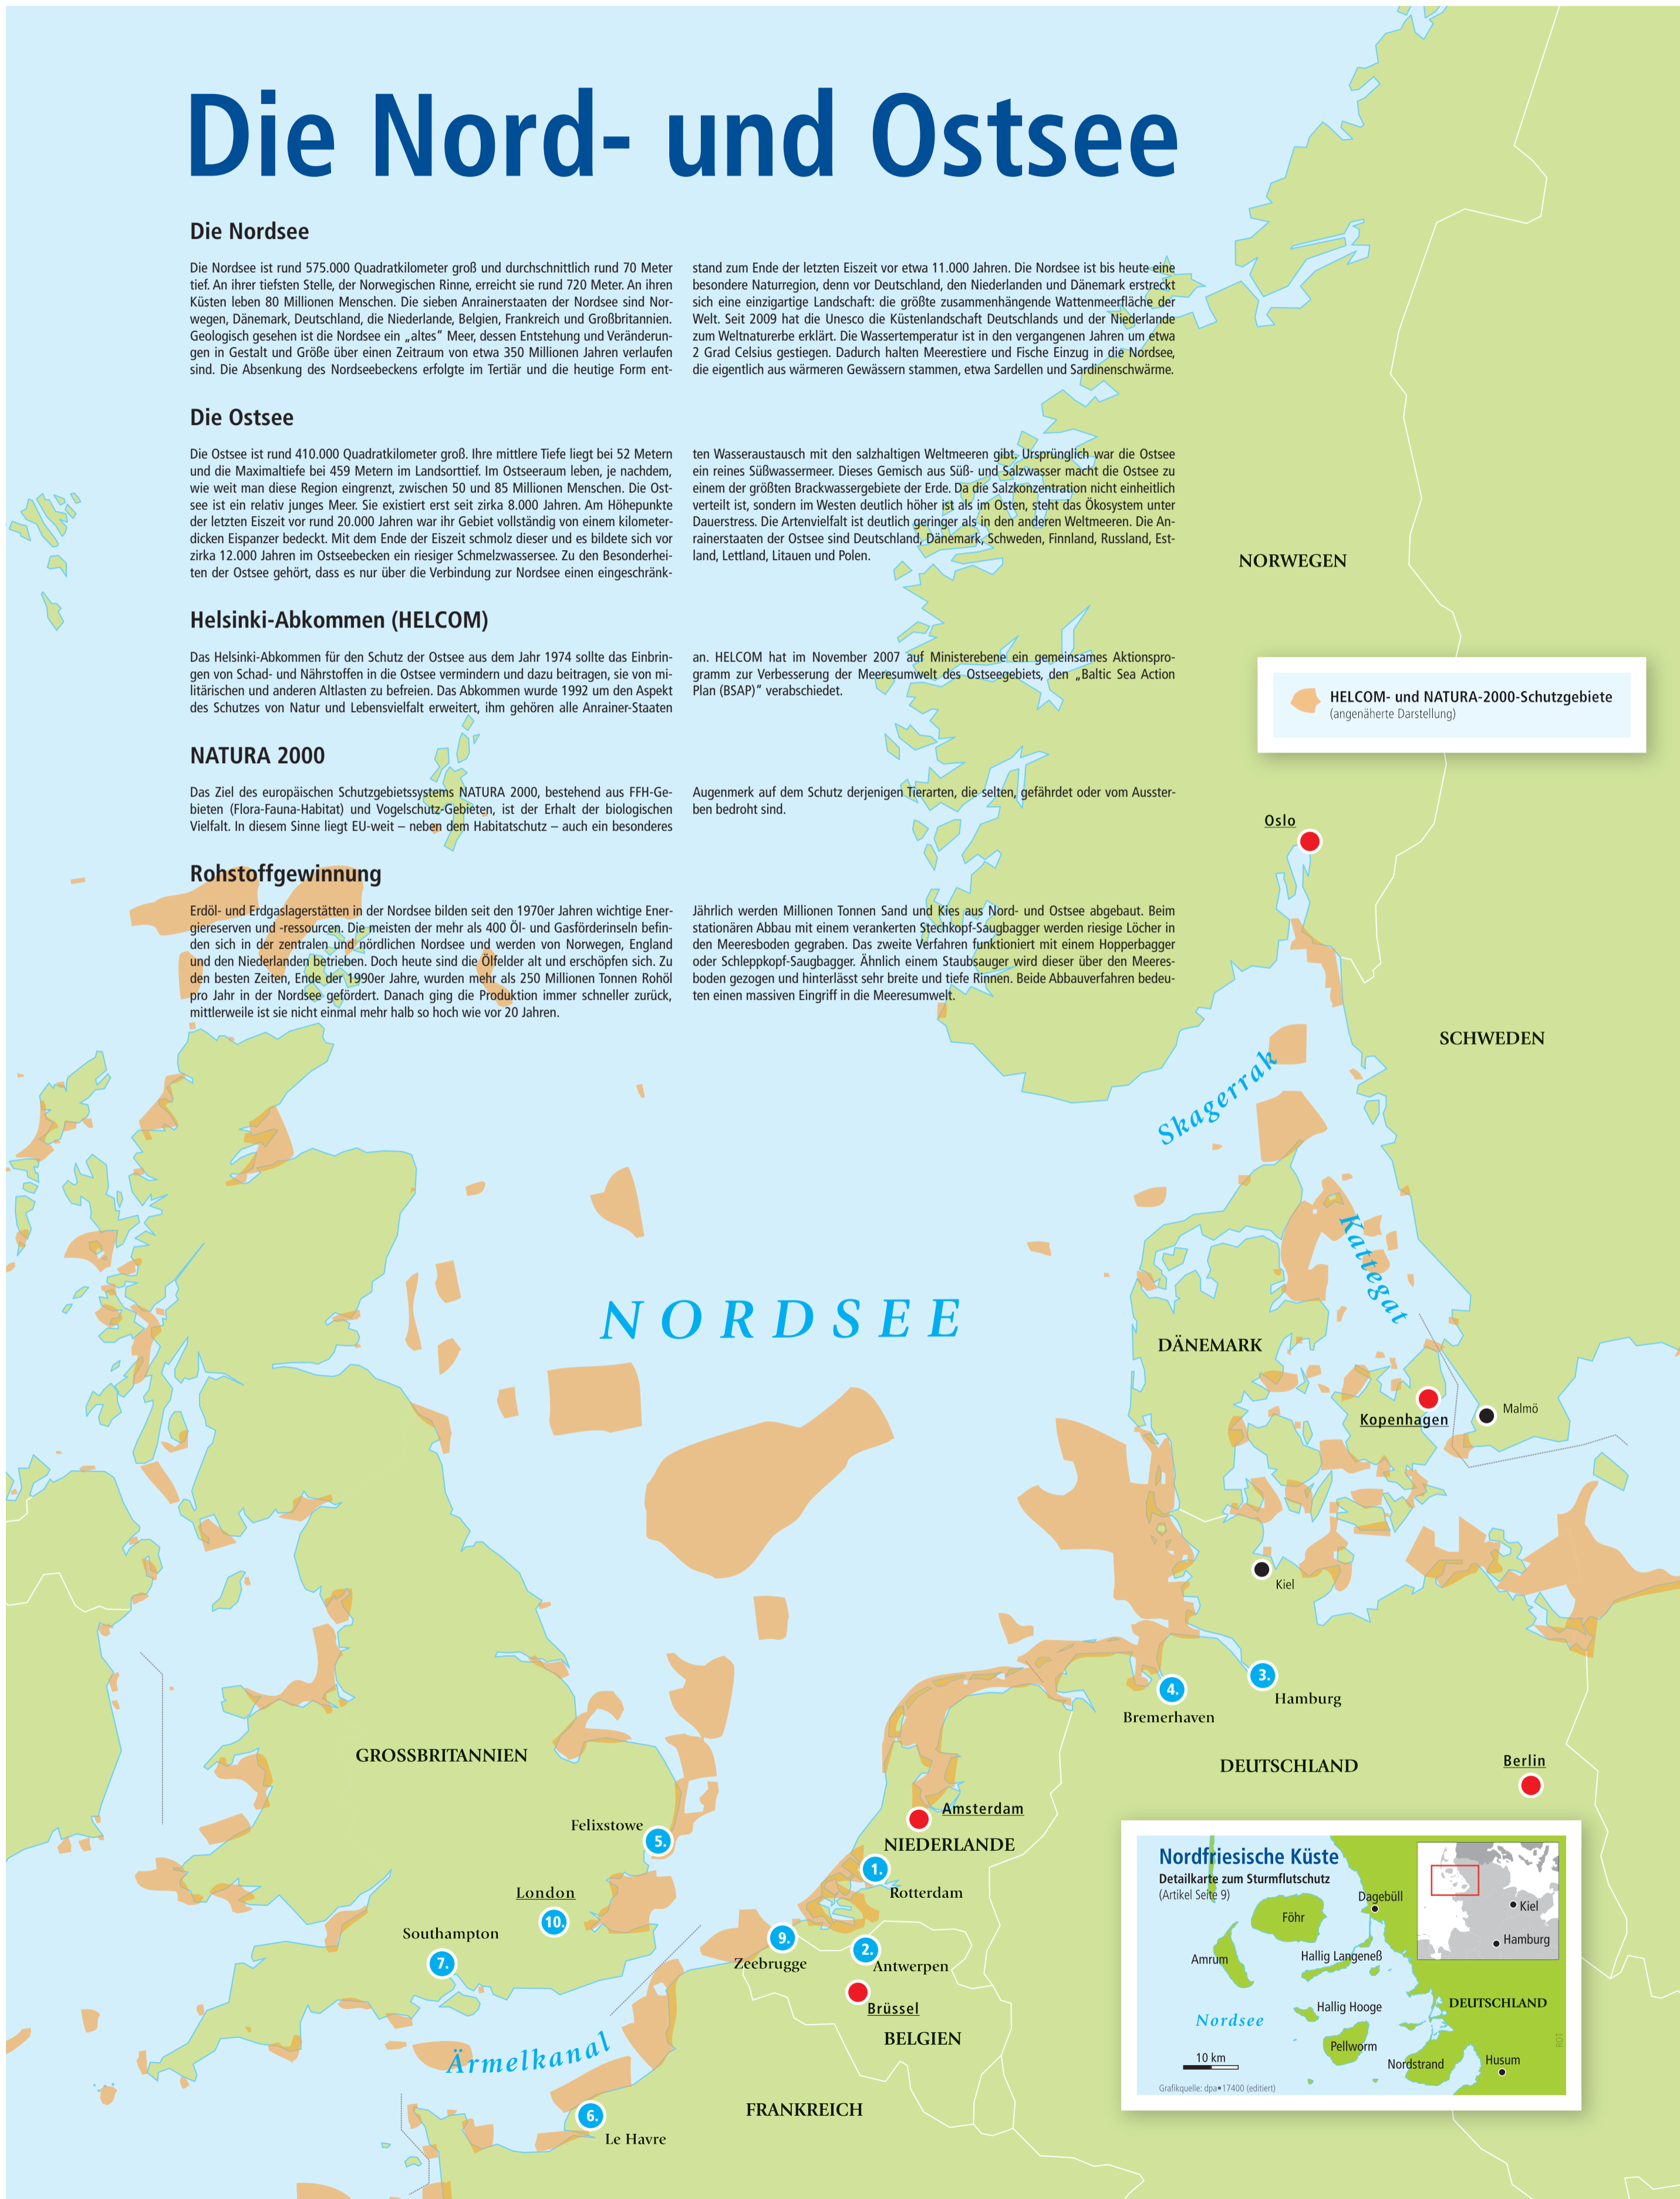 Die Nord- und Ostsee
Die Nordsee
Die Nordsee ist rund 575.000 Quadratkilometer groß und durchschnittlich rund 70 Meter
tief. An ihrer tiefsten Stelle, der Norwegischen Rinne, erreicht sie rund 720 Meter. An ihren
Küsten leben 80 Millionen Menschen. Die sieben Anrainerstaaten der Nordsee sind Nor-
wegen, Dänemark, Deutschland, die Niederlande, Belgien, Frankreich und Großbritannien.
Geologisch gesehen ist die Nordsee ein „altes“ Meer, dessen Entstehung und Veränderun-
gen in Gestalt und Größe über einen Zeitraum von etwa 350 Millionen Jahren verlaufen
sind. Die Absenkung des Nordseebeckens erfolgte im Tertiär und die heutige Form ent-
stand zum Ende der letzten Eiszeit vor etwa 11.000 Jahren. Die Nordsee ist bis heute eine
besondere Naturregion, denn vor Deutschland, den Niederlanden und Dänemark erstreckt
sich eine einzigartige Landschaft: die größte zusammenhängende Wattenmeerfläche der
Welt. Seit 2009 hat die Unesco die Küstenlandschaft Deutschlands und der Niederlande
zum Weltnaturerbe erklärt. Die Wassertemperatur ist in den vergangenen Jahren um etwa
2 Grad Celsius gestiegen. Dadurch halten Meerestiere und Fische Einzug in die Nordsee,
die eigentlich aus wärmeren Gewässern stammen, etwa Sardellen und Sardinenschwärme.
Die Ostsee
Die Ostsee ist rund 410.000 Quadratkilometer groß. Ihre mittlere Tiefe liegt bei 52 Metern
und die Maximaltiefe bei 459 Metern im Landsorttief. Im Ostseeraum leben, je nachdem,
wie weit man diese Region eingrenzt, zwischen 50 und 85 Millionen Menschen. Die Ost-
see ist ein relativ junges Meer. Sie existiert erst seit zirka 8.000 Jahren. Am Höhepunkte
der letzten Eiszeit vor rund 20.000 Jahren war ihr Gebiet vollständig von einem kilometer-
dicken Eispanzer bedeckt. Mit dem Ende der Eiszeit schmolz dieser und es bildete sich vor
zirka 12.000 Jahren im Ostseebecken ein riesiger Schmelzwassersee. Zu den Besonderhei-
ten der Ostsee gehört, dass es nur über die Verbindung zur Nordsee einen eingeschränk-
ten Wasseraustausch mit den salzhaltigen Weltmeeren gibt. Ursprünglich war die Ostsee
ein reines Süßwassermeer. Dieses Gemisch aus Süß- und Salzwasser macht die Ostsee zu
einem der größten Brackwassergebiete der Erde. Da die Salzkonzentration nicht einheitlich
verteilt ist, sondern im Westen deutlich höher ist als im Osten, steht das Ökosystem unter
Dauerstress. Die Artenvielfalt ist deutlich geringer als in den anderen Weltmeeren. Die An-
rainerstaaten der Ostsee sind Deutschland, Dänemark, Schweden, Finnland, Russland, Est-
land, Lettland, Litauen und Polen.
Helsinki-Abkommen (HELCOM)
Das Helsinki-Abkommen für den Schutz der Ostsee aus dem Jahr 1974 sollte das Einbrin-
gen von Schad- und Nährstoffen in die Ostsee vermindern und dazu beitragen, sie von mi-
litärischen und anderen Altlasten zu befreien. Das Abkommen wurde 1992 um den Aspekt
des Schutzes von Natur und Lebensvielfalt erweitert, ihm gehören alle Anrainer-Staaten
an. HELCOM hat im November 2007 auf Ministerebene ein gemeinsames Aktionspro-
gramm zur Verbesserung der Meeresumwelt des Ostseegebiets, den „Baltic Sea Action
Plan (BSAP)“ verabschiedet.
NATURA 2000
Das Ziel des europäischen Schutzgebietssystems NATURA 2000, bestehend aus FFH-Ge-
bieten (Flora-Fauna-Habitat) und Vogelschutz-Gebieten, ist der Erhalt der biologischen
Vielfalt. In diesem Sinne liegt EU-weit – neben dem Habitatschutz – auch ein besonderes
Augenmerk auf dem Schutz derjenigen Tierarten, die selten, gefährdet oder vom Ausster-
ben bedroht sind.
Rohstoffgewinnung
Erdöl- und Erdgaslagerstätten in der Nordsee bilden seit den 1970er Jahren wichtige Ener-
giereserven und -ressourcen. Die meisten der mehr als 400 Öl- und Gasförderinseln befin-
den sich in der zentralen und nördlichen Nordsee und werden von Norwegen, England
und den Niederlanden betrieben. Doch heute sind die Ölfelder alt und erschöpfen sich. Zu
den besten Zeiten, Ende der 1990er Jahre, wurden mehr als 250 Millionen Tonnen Rohöl
pro Jahr in der Nordsee gefördert. Danach ging die Produktion immer schneller zurück,
mittlerweile ist sie nicht einmal mehr halb so hoch wie vor 20 Jahren.
Jährlich werden Millionen Tonnen Sand und Kies aus Nord- und Ostsee abgebaut. Beim
stationären Abbau mit einem verankerten Stechkopf-Saugbagger werden riesige Löcher in
den Meeresboden gegraben. Das zweite Verfahren funktioniert mit einem Hopperbagger
oder Schleppkopf-Saugbagger. Ähnlich einem Staubsauger wird dieser über den Meeres-
boden gezogen und hinterlässt sehr breite und tiefe Rinnen. Beide Abbauverfahren bedeu-
ten einen massiven Eingriff in die Meeresumwelt.
NORWEGEN
HELCOM- und NATURA-2000-Schutzgebiete
(angenäherte Darstellung)
Oslo
SCHWEDEN
Skagerrak
Kattegat
NORDSEE
DÄNEMARK
Kopenhagen
Malmö
Kiel
3.
Hamburg
4.
Bremerhaven
GROSSBRITANNIEN
DEUTSCHLAND
Berlin
Amsterdam
Felixstowe
5.
NIEDERLANDE
1.
Rotterdam
London
10.
Southampton
7.
9.
Zeebrugge
2.
Antwerpen
Brüssel
BELGIEN
Ärmelkanal
FRANKREICH
6.
Le Havre
Nordfriesische Küste
Detailkarte zum Sturmflutschutz
(Artikel Seite 9)
Dagebüll
Kiel
Hamburg
Föhr
Amrum
Hallig Langeneß
Hallig Hooge
DEUTSCHLAND
Nordsee
Pellworm
10 km
Nordstrand
Husum
ROT
Grafikquelle: dpa•17400 (editiert)